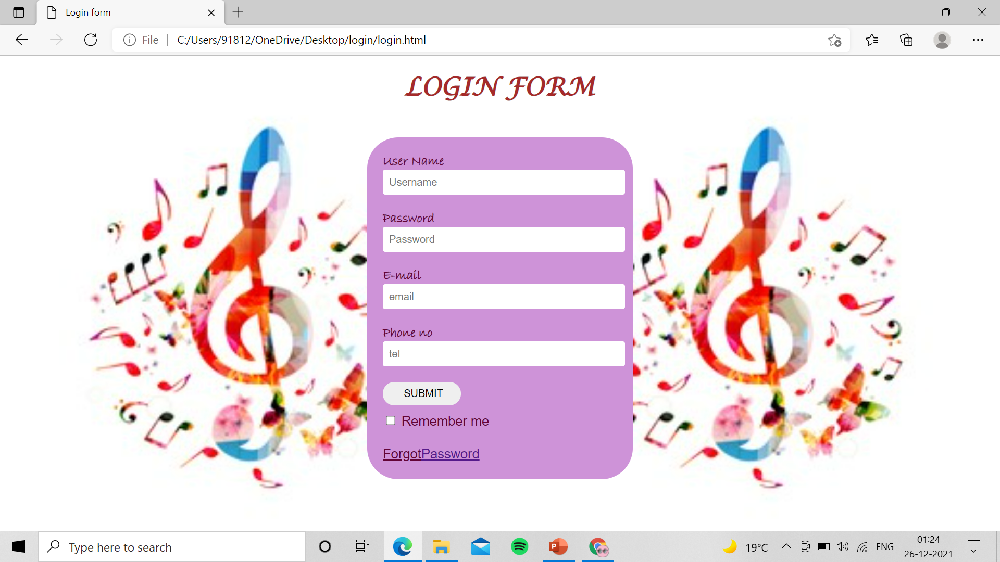 Login form
File
C:/Users/91812/OneDrive/Desktop/login/login.html
LOGIN FORM
User Name
Username
Password
Password
E-mail
email
Phone no
tel
SUBMIT
Remember me
ForgotPassword
Type here to search
P
19°C
ENG
01:24
26-12-2021